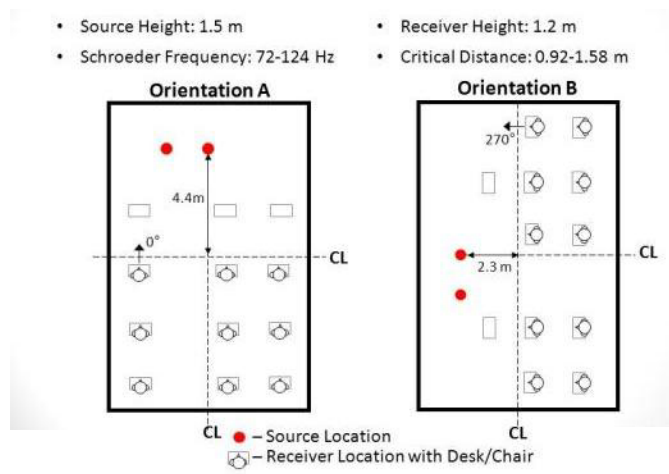 • Source Height: 1.5 m
• Receiver Height: 1.2 m
• Schroeder Frequency: 72-124 Hz
• Critical Distance: 0.92-1.58 m
Orientation A
Orientation B
270°
4.4m
0°
CL
2.3 m
CL
CL
CL
– Source Location
– Receiver Location with Desk/Chair